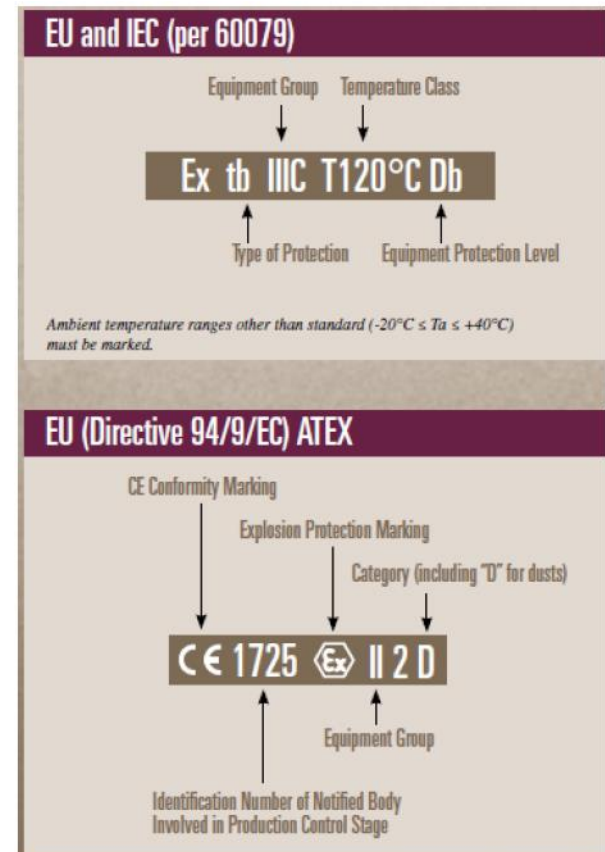 EU and IEC (per 60079)
Equipment Group Temperature Class
Ex tb IIIC T120°C Db
Type of Protection Equipment Protection Level
Ambient temperature ranges other than standard (-20°C ≤ Ta ≤ +40°C)
must be marked.
EU (Directive 94/9/EC) ATEX
CE Conformity Marking
Explosion Protection Marking
Category (including "D" for dusts)
CE 1725 Ex II 2 D
Equipment Group
Identification Number of Notified Body
Involved in Production Control Stage